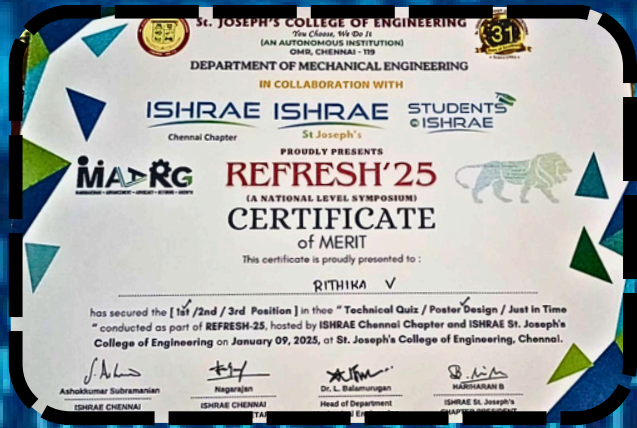 St. JOSEPH'S COLLEGE OF ENGINEERING
You Choose, We Do It
(AN AUTONOMOUS INSTITUTION)
OMR, CHENNAI - 119
31
DEPARTMENT OF MECHANICAL ENGINEERING
IN COLLABORATION WITH
ISHRAE ISHRAE STUDENTS
@ISHRAE
Chennai Chapter St Joseph's
PROUDLY PRESENTS
MADRG REFRESH'25
(A NATIONAL LEVEL SYMPOSIUM)
CERTIFICATE
of MERIT
This certificate is proudly presented to :
RITHIKA V
has secured the [ 1st /2nd / 3rd Position ] in thee " Technical Quiz / Poster Design / Just in Time
" conducted as part of REFRESH-25, hosted by ISHRAE Chennai Chapter and ISHRAE St. Joseph's
College of Engineering on January 09, 2025, at St. Joseph's College of Engineering, Chennai.
Ashokkumar Subramanian Nagarajan Dr. L. Balamurugan HARIHARAN B
ISHRAE CHENNAI ISHRAE CHENNAI Head of Department ISHRAE St. Joseph's
CHAPTER PRESIDENT